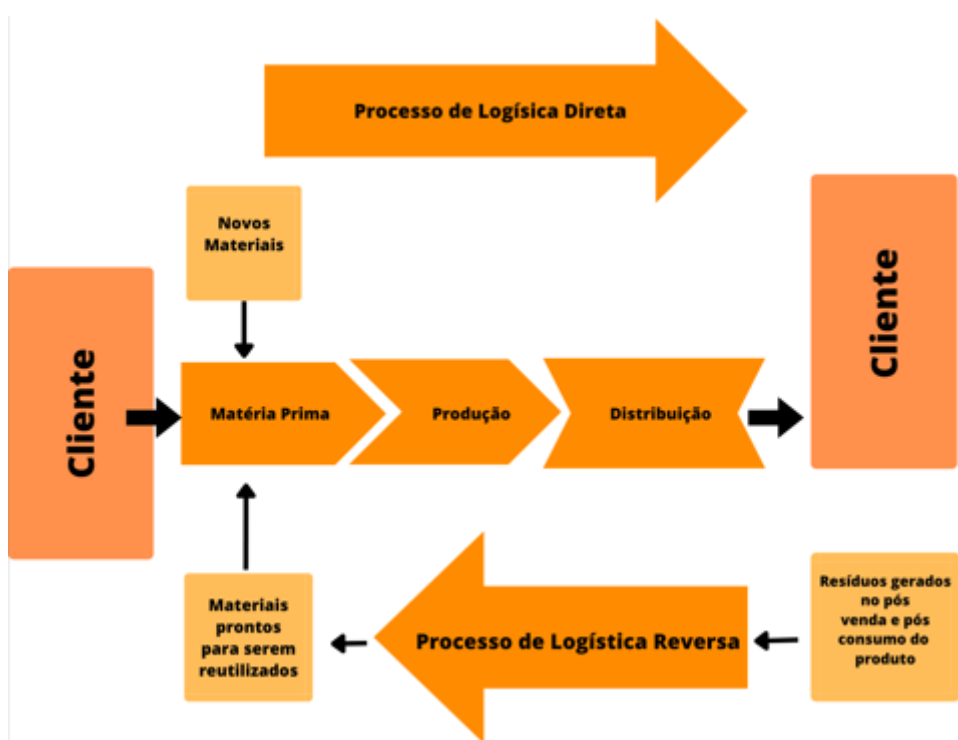 Processo de Logísica Direta
Novos
Materiais
Cliente
Cliente
Matéria Prima
Produção
Distribuição
Materiais
prontos
para serem
reutilizados
Processo de Logística Reversa
Resíduos gerados
no pós
venda e pós
consumo do
produto